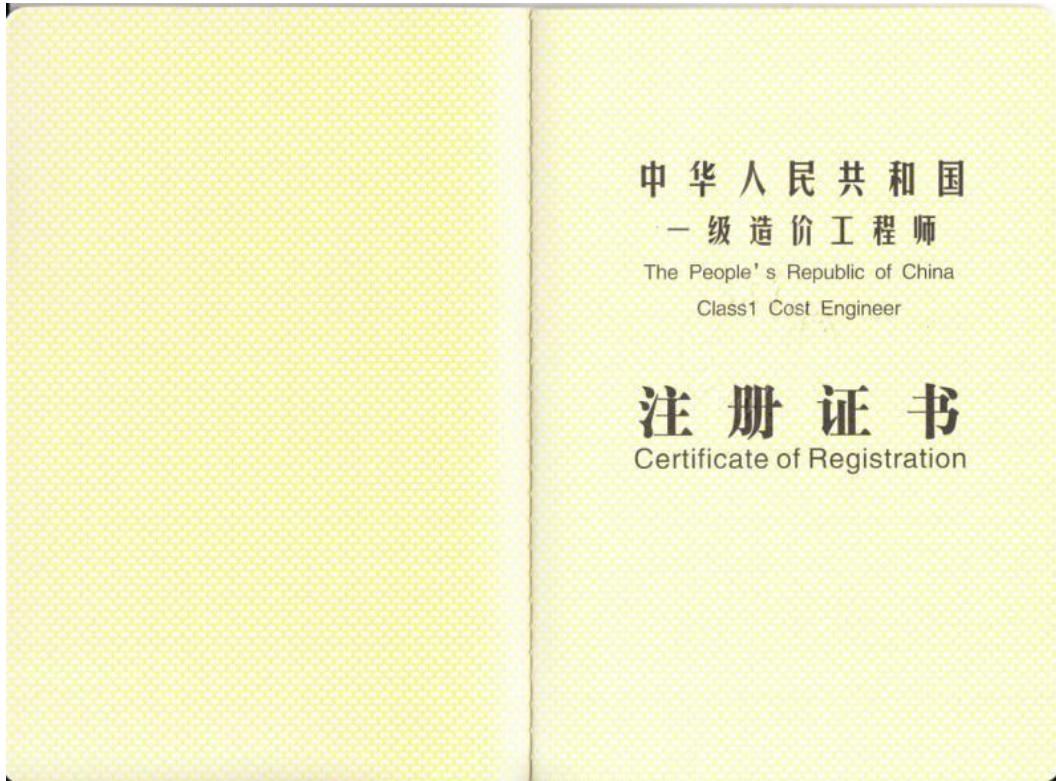 中华人民共和国
一级造价工程师
The People's Republic of China
Class1 Cost Engineer
注册证书
Certificate of Registration